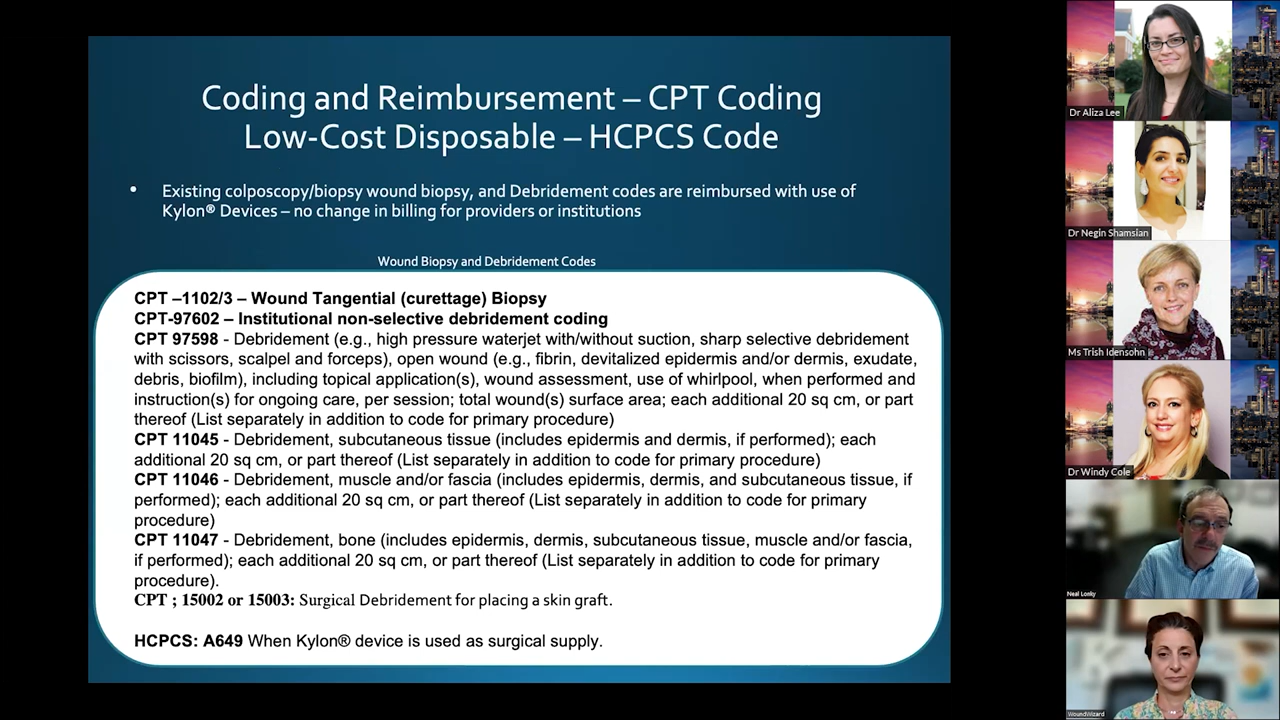 Coding and Reimbursement – CPT Coding
Low-Cost Disposable – HCPCS Code
• Existing colposcopy/biopsy wound biopsy, and Debridement codes are reimbursed with use of
Kylon® Devices – no change in billing for providers or institutions
Wound Biopsy and Debridement Codes
CPT –1102/3 – Wound Tangential (curettage) Biopsy
CPT-97602 – Institutional non-selective debridement coding
CPT 97598 - Debridement (e.g., high pressure waterjet with/without suction, sharp selective debridement
with scissors, scalpel and forceps), open wound (e.g., fibrin, devitalized epidermis and/or dermis, exudate,
debris, biofilm), including topical application(s), wound assessment, use of whirlpool, when performed and
instruction(s) for ongoing care, per session; total wound(s) surface area; each additional 20 sq cm, or part
thereof (List separately in addition to code for primary procedure)
CPT 11045 - Debridement, subcutaneous tissue (includes epidermis and dermis, if performed); each
additional 20 sq cm, or part thereof (List separately in addition to code for primary procedure)
CPT 11046 - Debridement, muscle and/or fascia (includes epidermis, dermis, and subcutaneous tissue, if
performed); each additional 20 sq cm, or part thereof (List separately in addition to code for primary
procedure)
CPT 11047 - Debridement, bone (includes epidermis, dermis, subcutaneous tissue, muscle and/or fascia,
if performed); each additional 20 sq cm, or part thereof (List separately in addition to code for primary
procedure).
CPT ; 15002 or 15003: Surgical Debridement for placing a skin graft.
HCPCS: A649 When Kylon® device is used as surgical supply.
Dr Aliza Lee
Dr Negin Shamsian
Ms Trish Idensohn
Dr Windy Cole
Neal Lonky
WoundWizard